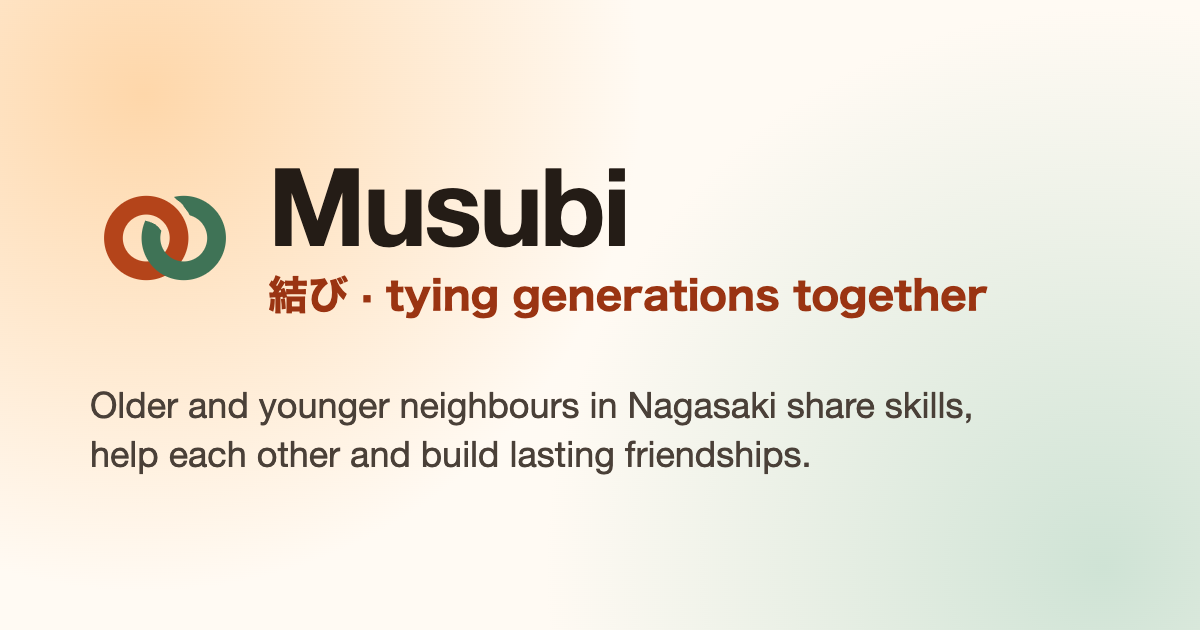 Musubi
結び · tying generations together
Older and younger neighbours in Nagasaki share skills,
help each other and build lasting friendships.